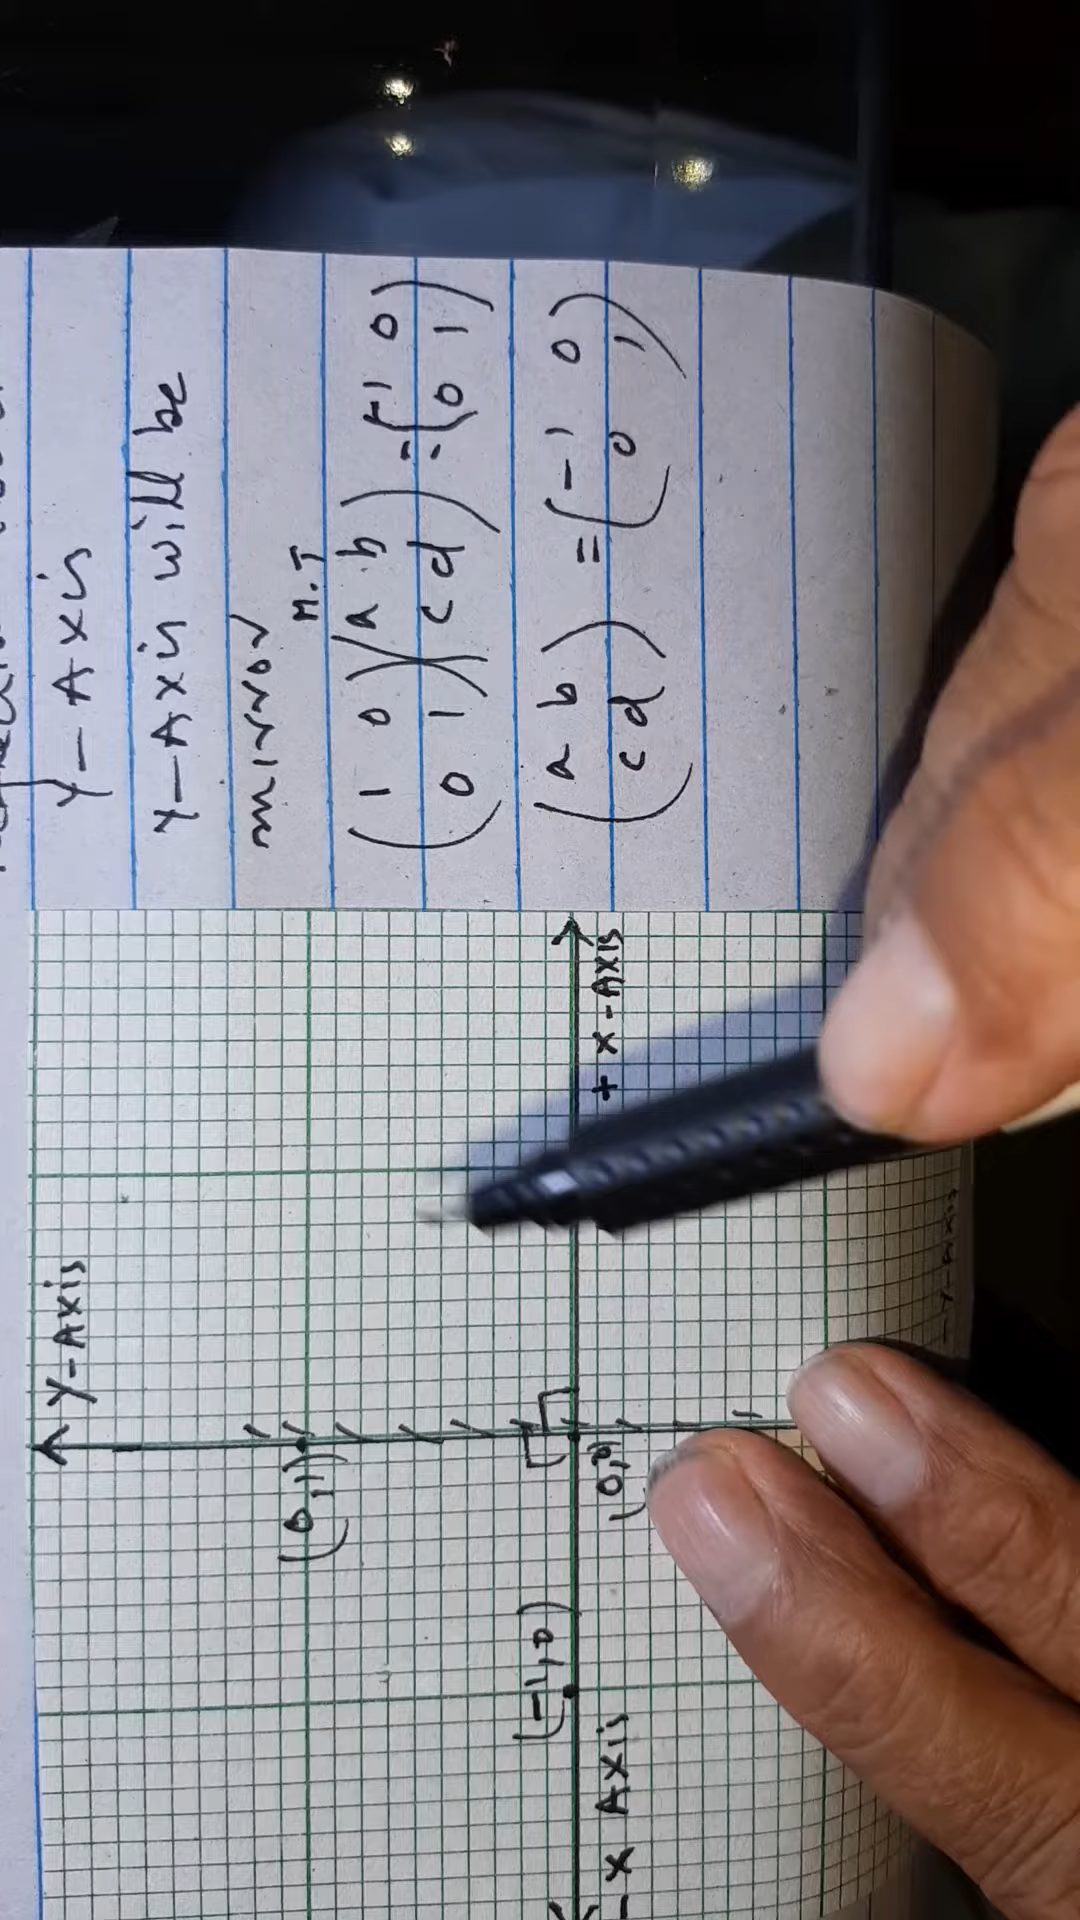 Y-Axis
Y-Axis will be
mirror
M.T
(1 0) (a b) = (-1 0)
(0 1) (c d) (0 1)
(a b) = (-1 0)
(c d) (0 1)
Y-Axis
(0,1)
(-1,0)
(0,0)
+ X-Axis
-X Axis
-Y-Axis